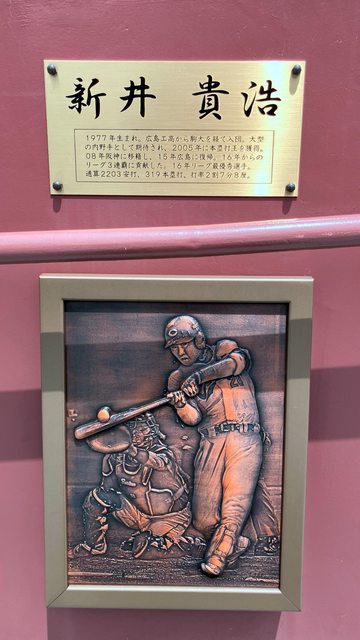 新井 貴浩
1977年生まれ。広島工高から駒大を経て入団。大型
の内野手として期待され、2005年に本塁打王を獲得。
08年阪神に移籍し、15年広島に復帰。16年からの
リーグ3連覇に貢献した。16年リーグ最優秀選手。
通算2203安打、319本塁打、打率2割7分8厘。